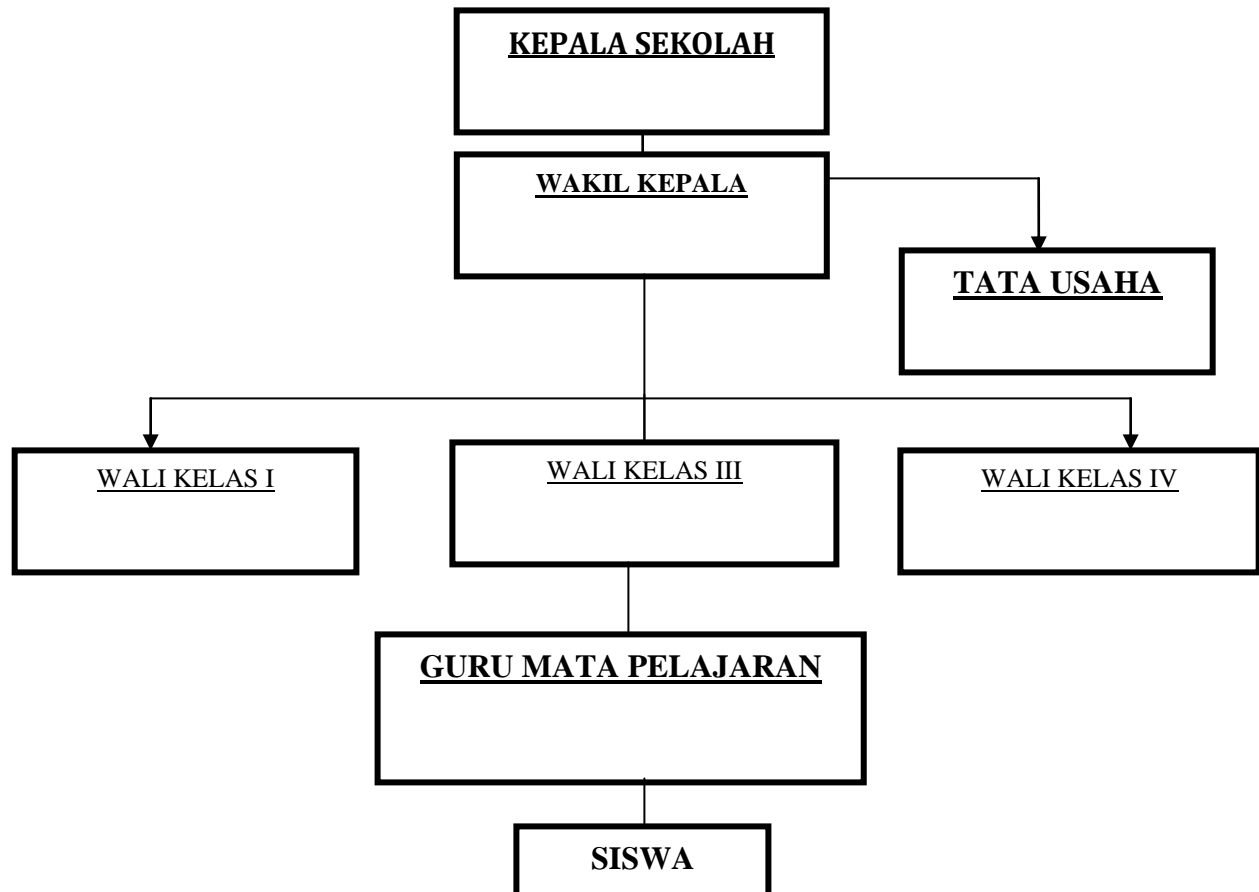 KEPALA SEKOLAH
WAKIL KEPALA
TATA USAHA
WALI KELAS I
WALI KELAS III
WALI KELAS IV
GURU MATA PELAJARAN
SISWA